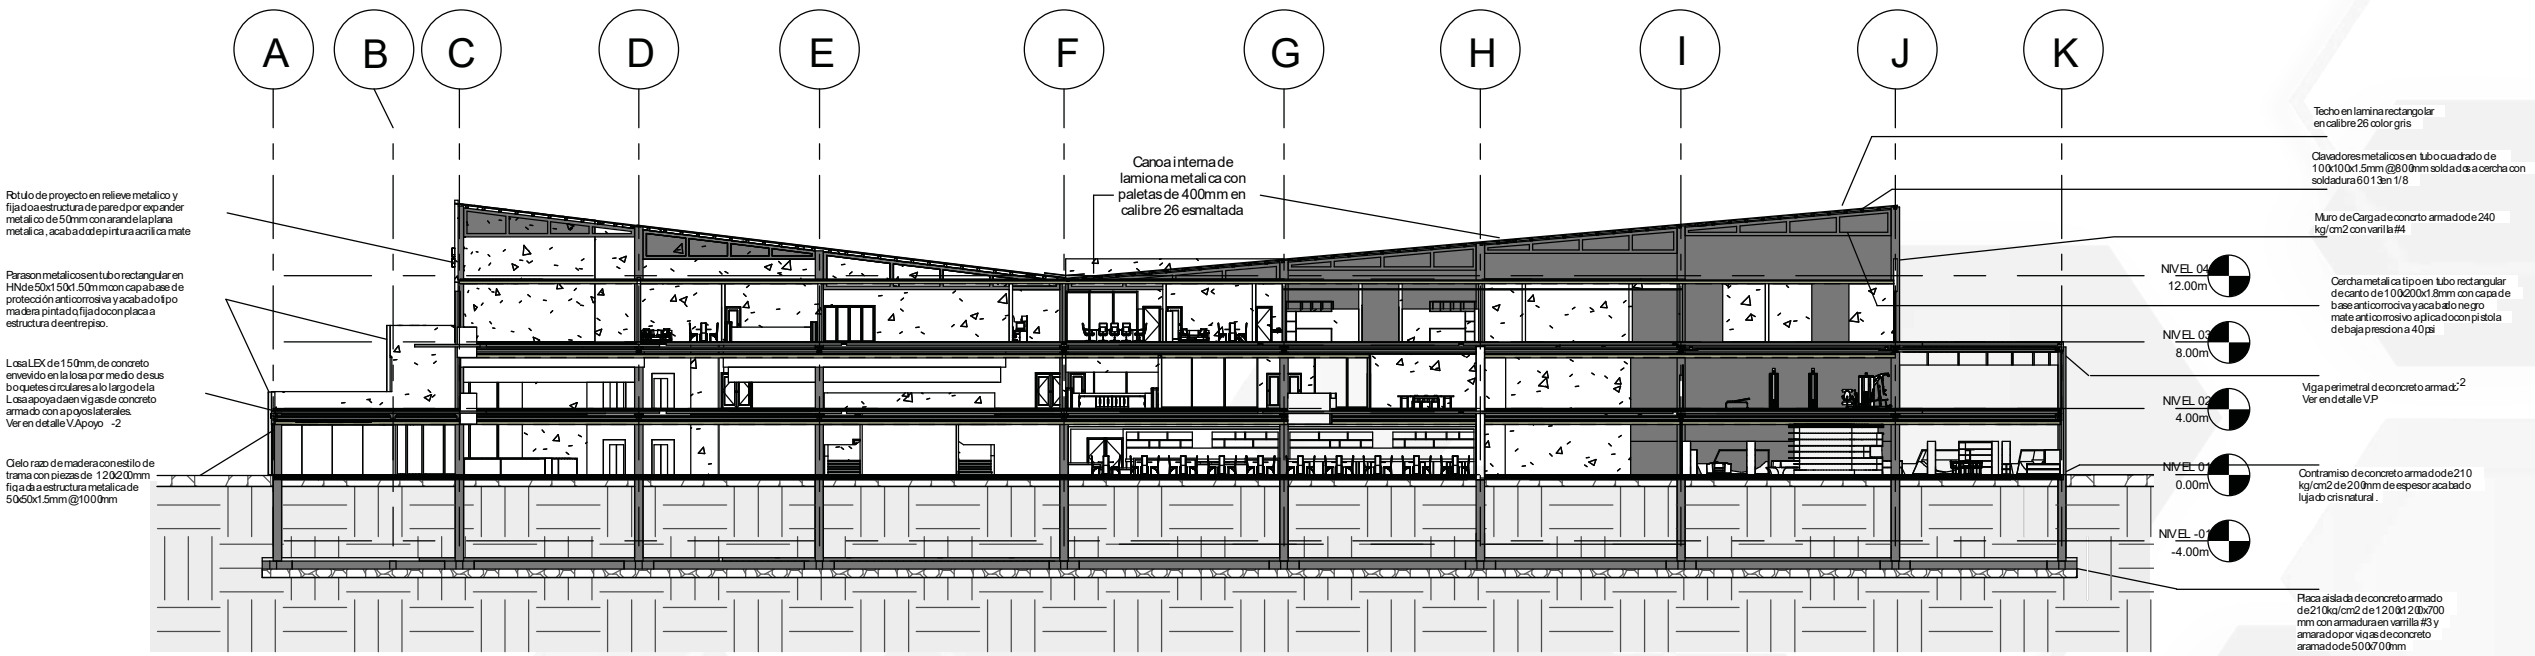 A
B
C
D
E
F
G
H
I
J
K
Rotulo de proyecto en relieve metalico y
fijado a estructura de pared por expander
metalico de 50mm con arandela plana
metalica, acabado de pintura acrilica mate
Parason metalicos en tubo rectangular en
HN de 50x150x1.50mm con capa base de
protección anticorrosiva y acabado tipo
madera pintado, fijado con placa a
estructura de entrepiso.
Losa LEX de 150mm, de concreto
envevido en la losa por medio de sus
boquetes circulares a lo largo de la
Losa apoyada en vigas de concreto
armado con apoyos laterales.
Ver en detalle V.Apoyo -2
Cielo razo de madera con estilo de
trama con piezas de 120x200mm
figada a estructura metalica de
50x50x1.5mm @1000mm
Canoa interna de
lamiona metalica con
paletas de 400mm en
calibre 26 esmaltada
Techo en lamina rectangolar
en calibre 26 color gris
Clavadores metalicos en tubo cuadrado de
100x100x1.5mm @800mm soldados a cercha con
soldadura 6013 en 1/8
Muro de Carga de concrto armado de 240
kg/cm2 con varilla #4
NIVEL 04
12.00m
Cercha metalica tipo en tubo rectangular
de canto de 100x200x1.8mm con capa de
base anticorrociva y acabado negro
mate anticorrosivo aplicado con pistola
de baja prescion a 40psi
NIVEL 03
8.00m
Viga perimetral de concreto armado -2
Ver en detalle V.P
NIVEL 02
4.00m
NIVEL 01
0.00m
Contramiso de concreto armado de 210
kg/cm2 de 200mm de espesor acabado
lujado cris natural.
NIVEL -01
-4.00m
Placa aislada de concreto armado
de 210kg/cm2 de 1200x1200x700
mm con armadura en varrilla #3 y
amarado por vigas de concreto
aramado de 500x700mm